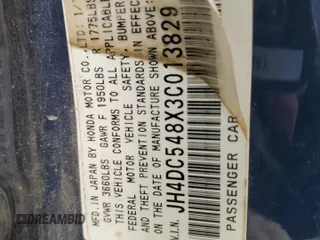 MFD. IN JAPAN BY HONDA MOTOR CO., LTD. 1/
GVWR 3660LBS GAWR F 1950LBS R 1775LBS
THIS VEHICLE CONFORMS TO ALL APPLICABLE
FEDERAL MOTOR VEHICLE SAFETY, BUMPER
AND THEFT PREVENTION STANDARDS IN EFFECT
ON THE DATE OF MANUFACTURE SHOWN
V.I.N. JH4DC548X3C013829
PASSENGER CAR
DREAMBID